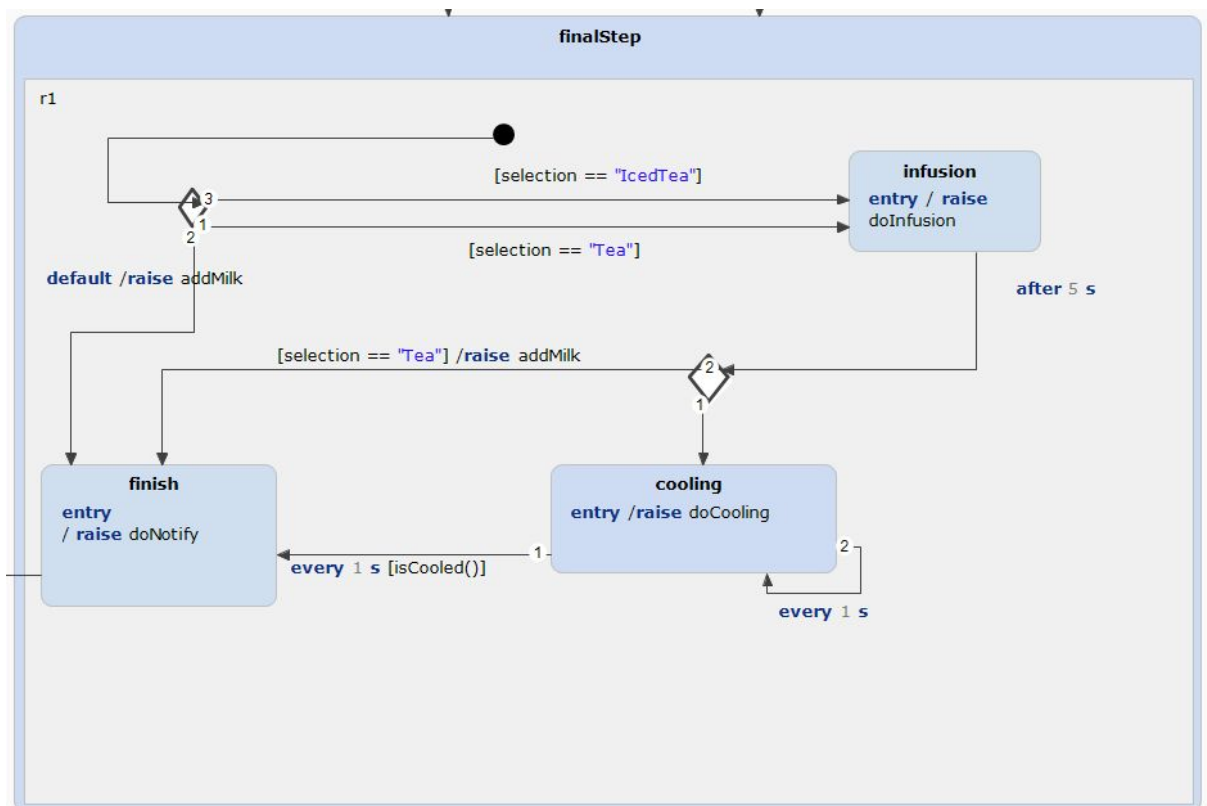 finalStep
r1
[selection == "IcedTea"]
infusion
entry / raise
doInfusion
3
1
2
[selection == "Tea"]
default /raise addMilk
after 5 s
[selection == "Tea"] /raise addMilk
2
1
finish
entry
/ raise doNotify
cooling
entry /raise doCooling
1
2
every 1 s [isCooled()]
every 1 s